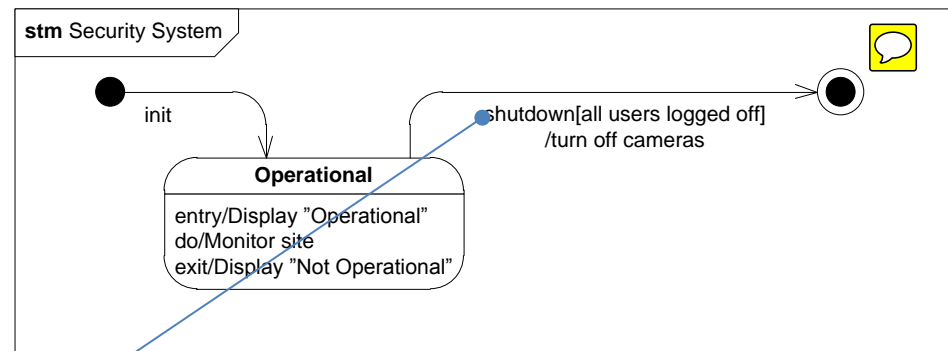 stm Security System
init
shutdown[all users logged off]
/turn off cameras
Operational
entry/Display ”Operational”
do/Monitor site
exit/Display ”Not Operational”